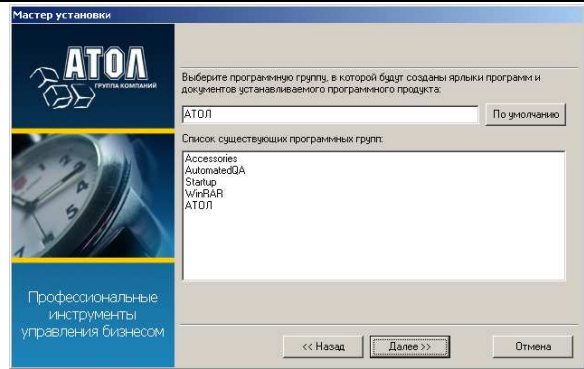 Мастер установки
АТОЛ
ГРУППА КОМПАНИЙ
Выберите программную группу, в которой будут созданы ярлыки программ и
документов устанавливаемого программного продукта:
АТОЛ
По умолчанию
Список существующих программных групп:
Accessories
AutomatedQA
Startup
WinRAR
АТОЛ
Профессиональные
инструменты
управления бизнесом
<< Назад
Далее >>
Отмена